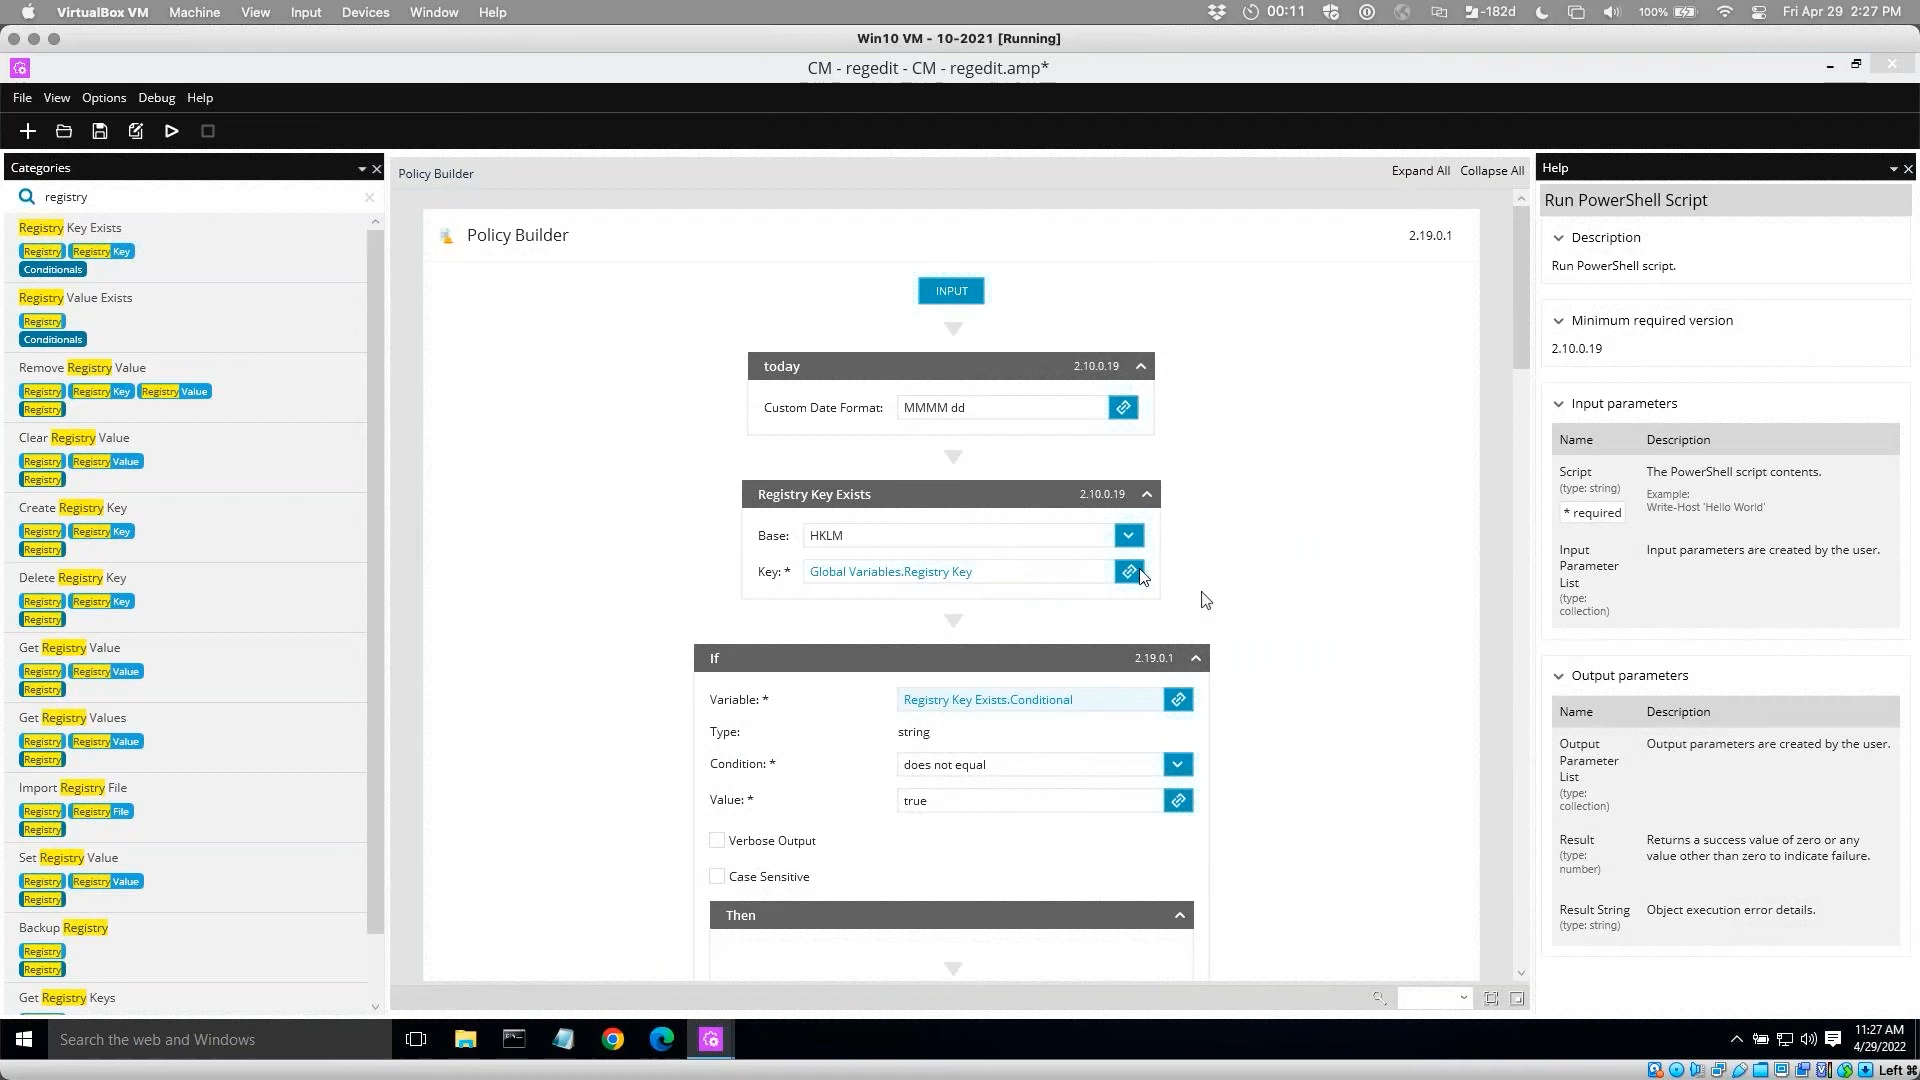 VirtualBox VM Machine View Input Devices Window Help 00:11 -182d 100% Fri Apr 29 2:27 PM
Win10 VM - 10-2021 [Running]
CM - regedit - CM - regedit.amp*
File View Options Debug Help
Categories
registry
Registry Key Exists
Registry Registry Key
Conditionals
Registry Value Exists
Registry
Conditionals
Remove Registry Value
Registry Registry Key Registry Value
Registry
Clear Registry Value
Registry Registry Value
Registry
Create Registry Key
Registry Registry Key
Registry
Delete Registry Key
Registry Registry Key
Registry
Get Registry Value
Registry Registry Value
Registry
Get Registry Values
Registry Registry Value
Registry
Import Registry File
Registry Registry File
Registry
Set Registry Value
Registry Registry Value
Registry
Backup Registry
Registry
Registry
Get Registry Keys
Policy Builder
Expand All Collapse All
Policy Builder 2.19.0.1
INPUT
today 2.10.0.19
Custom Date Format: MMMM dd
Registry Key Exists 2.10.0.19
Base: HKLM
Key: * Global Variables.Registry Key
If 2.19.0.1
Variable: * Registry Key Exists.Conditional
Type: string
Condition: * does not equal
Value: * true
Verbose Output
Case Sensitive
Then
Help
Run PowerShell Script
Description
Run PowerShell script.
Minimum required version
2.10.0.19
Input parameters
Name Description
Script The PowerShell script contents.
(type: string) Example:
* required Write-Host 'Hello World'
Input Input parameters are created by the user.
Parameter
List
(type:
collection)
Output parameters
Name Description
Output Output parameters are created by the user.
Parameter
List
(type:
collection)
Result Returns a success value of zero or any
(type: value other than zero to indicate failure.
number)
Result String Object execution error details.
(type: string)
Search the web and Windows
11:27 AM
4/29/2022
Left ⌘